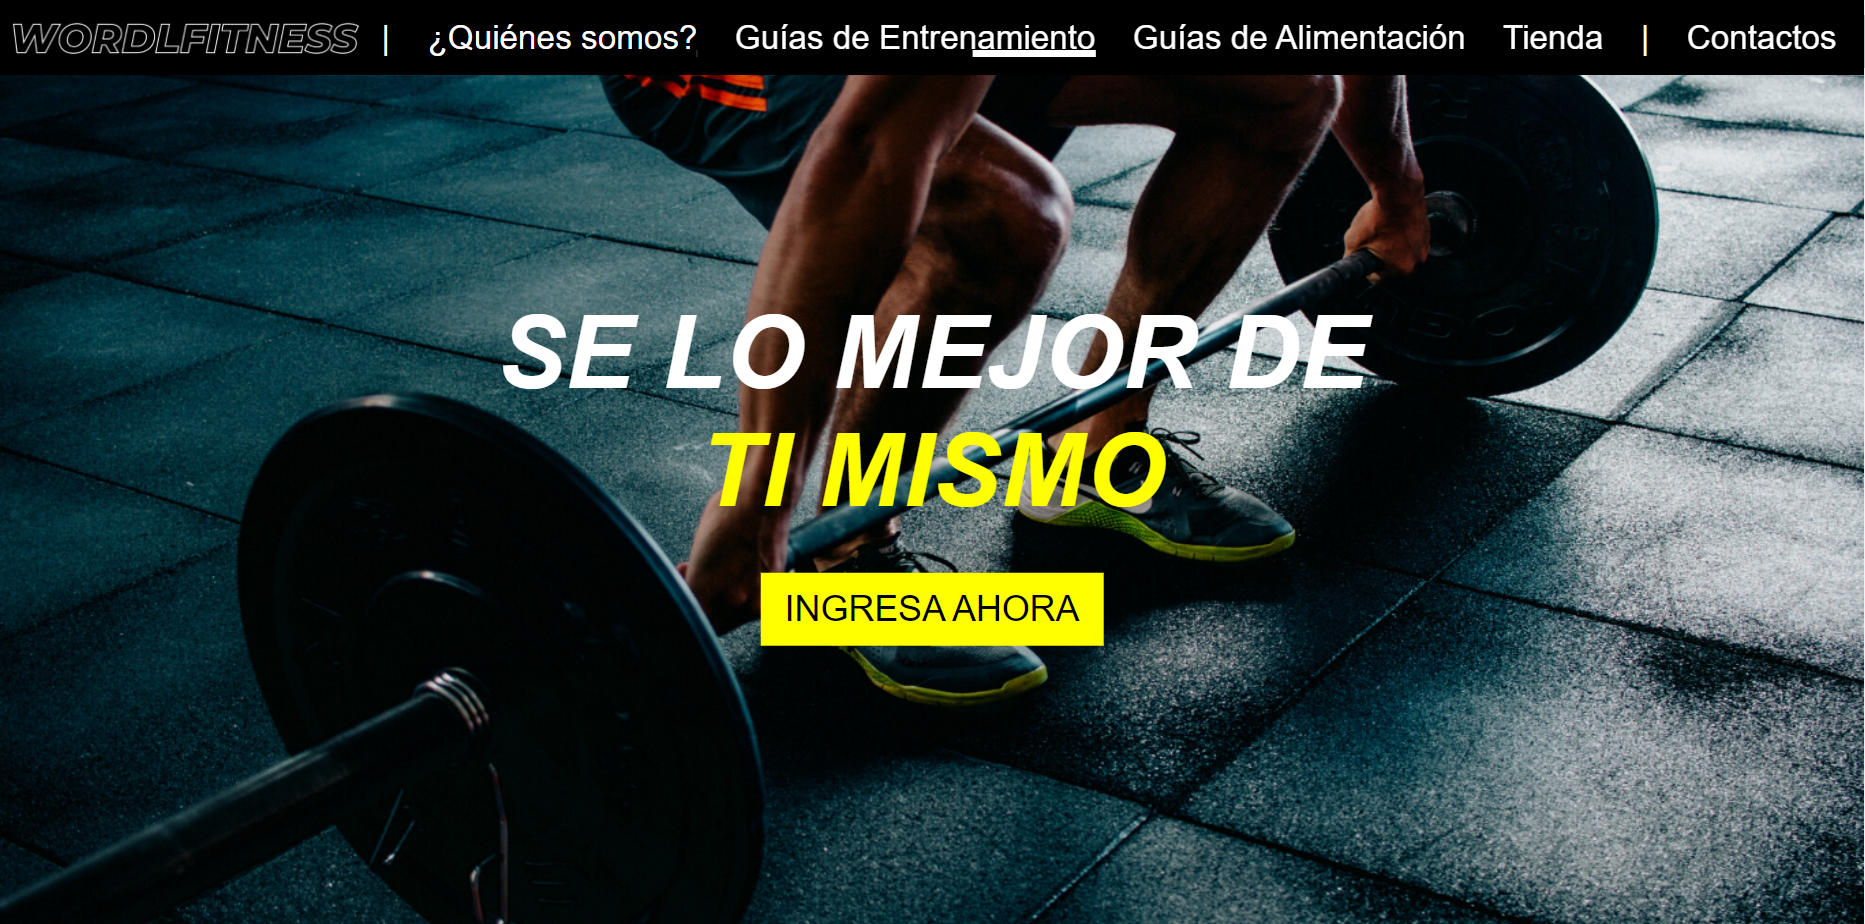 WORDLFITNESS | ¿Quiénes somos? Guías de Entrenamiento Guías de Alimentación Tienda | Contactos
SE LO MEJOR DE
TI MISMO
INGRESA AHORA